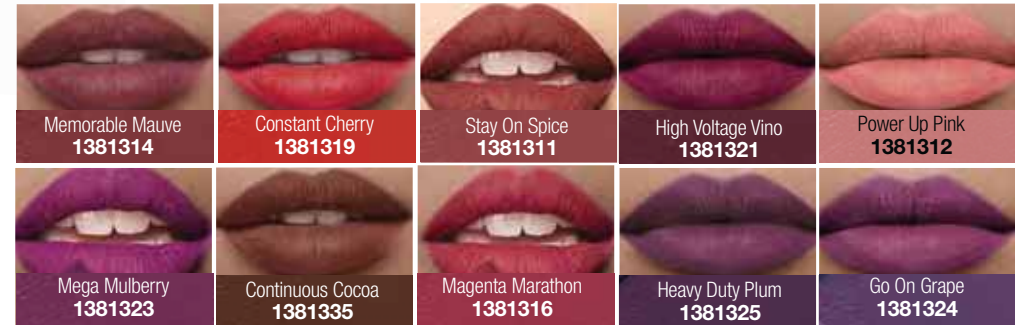 Memorable Mauve
1381314
Constant Cherry
1381319
Stay On Spice
1381311
High Voltage Vino
1381321
Power Up Pink
1381312
Mega Mulberry
1381323
Continuous Cocoa
1381335
Magenta Marathon
1381316
Heavy Duty Plum
1381325
Go On Grape
1381324